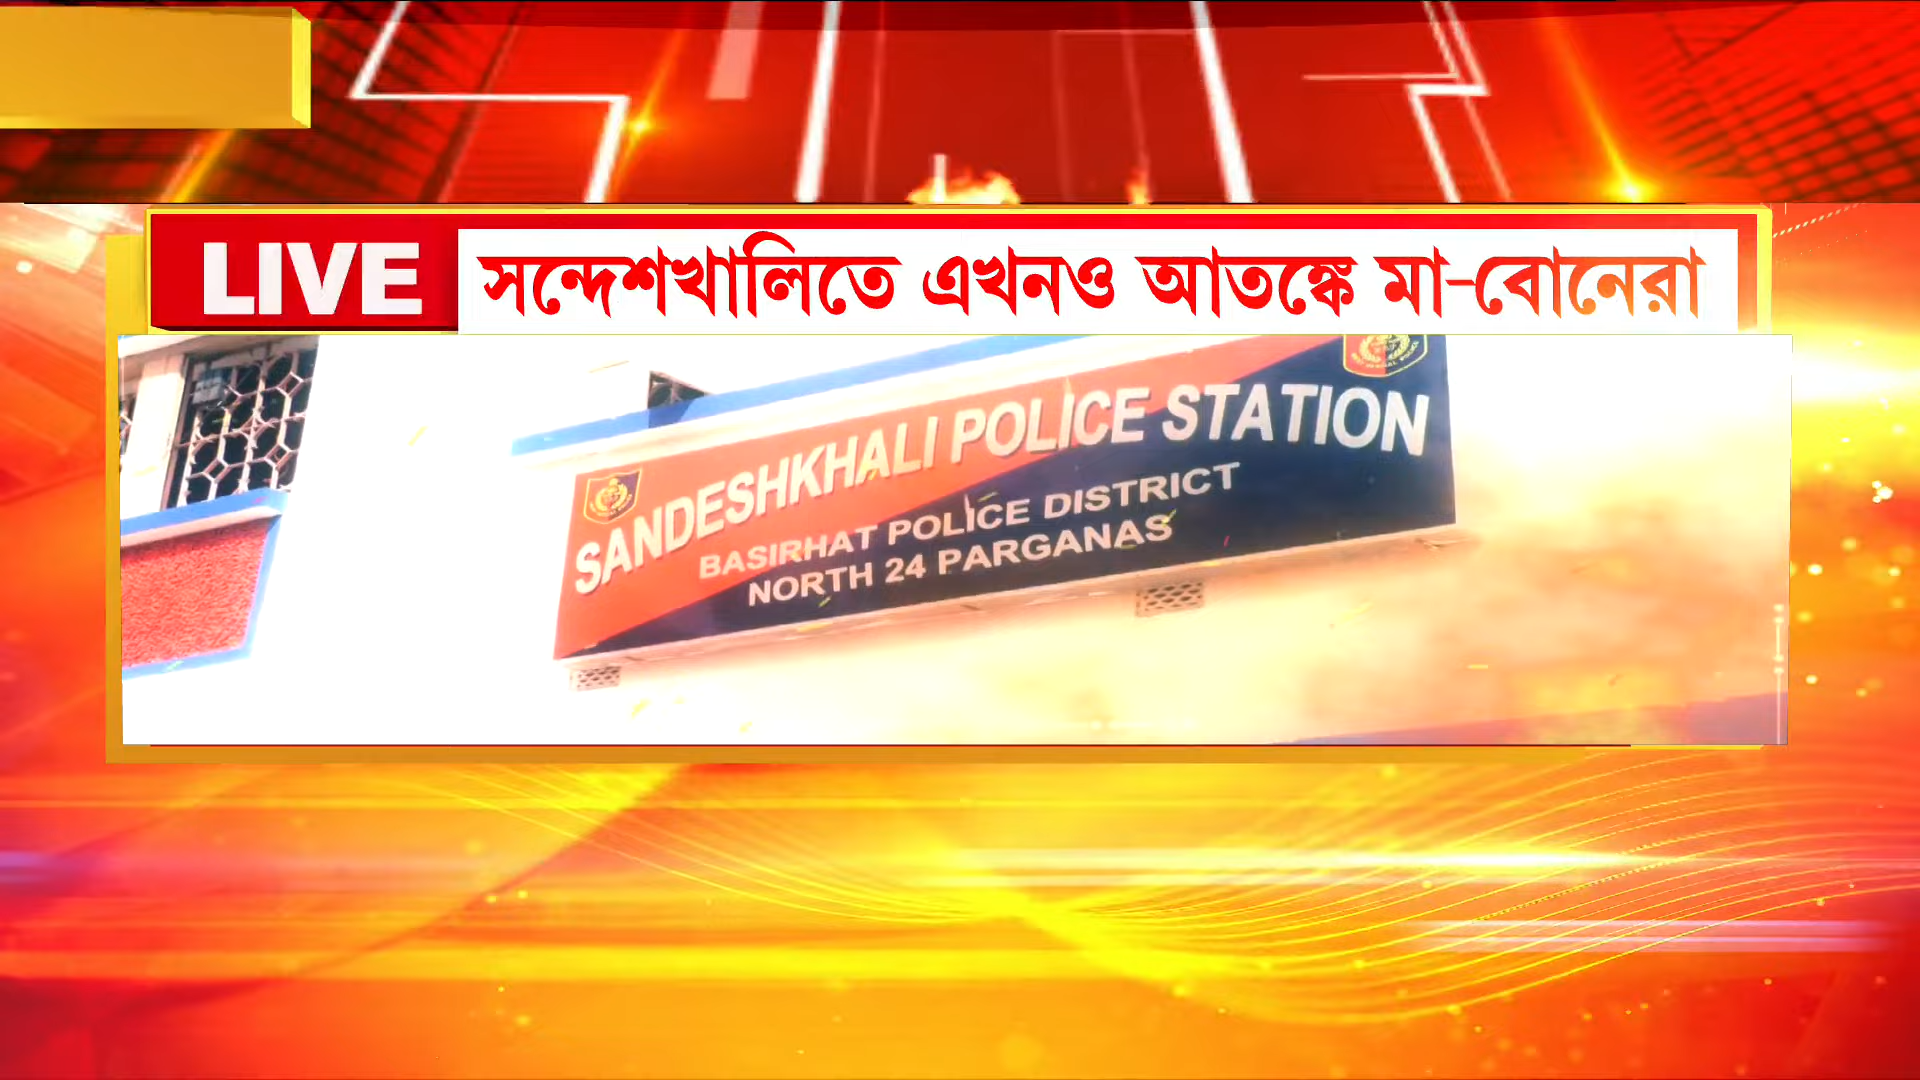 LIVE সন্দেশখালিতে এখনও আতঙ্কে মা-বোনেরা
SANDESHKHALI POLICE STATION
BASIRHAT POLICE DISTRICT
NORTH 24 PARGANAS